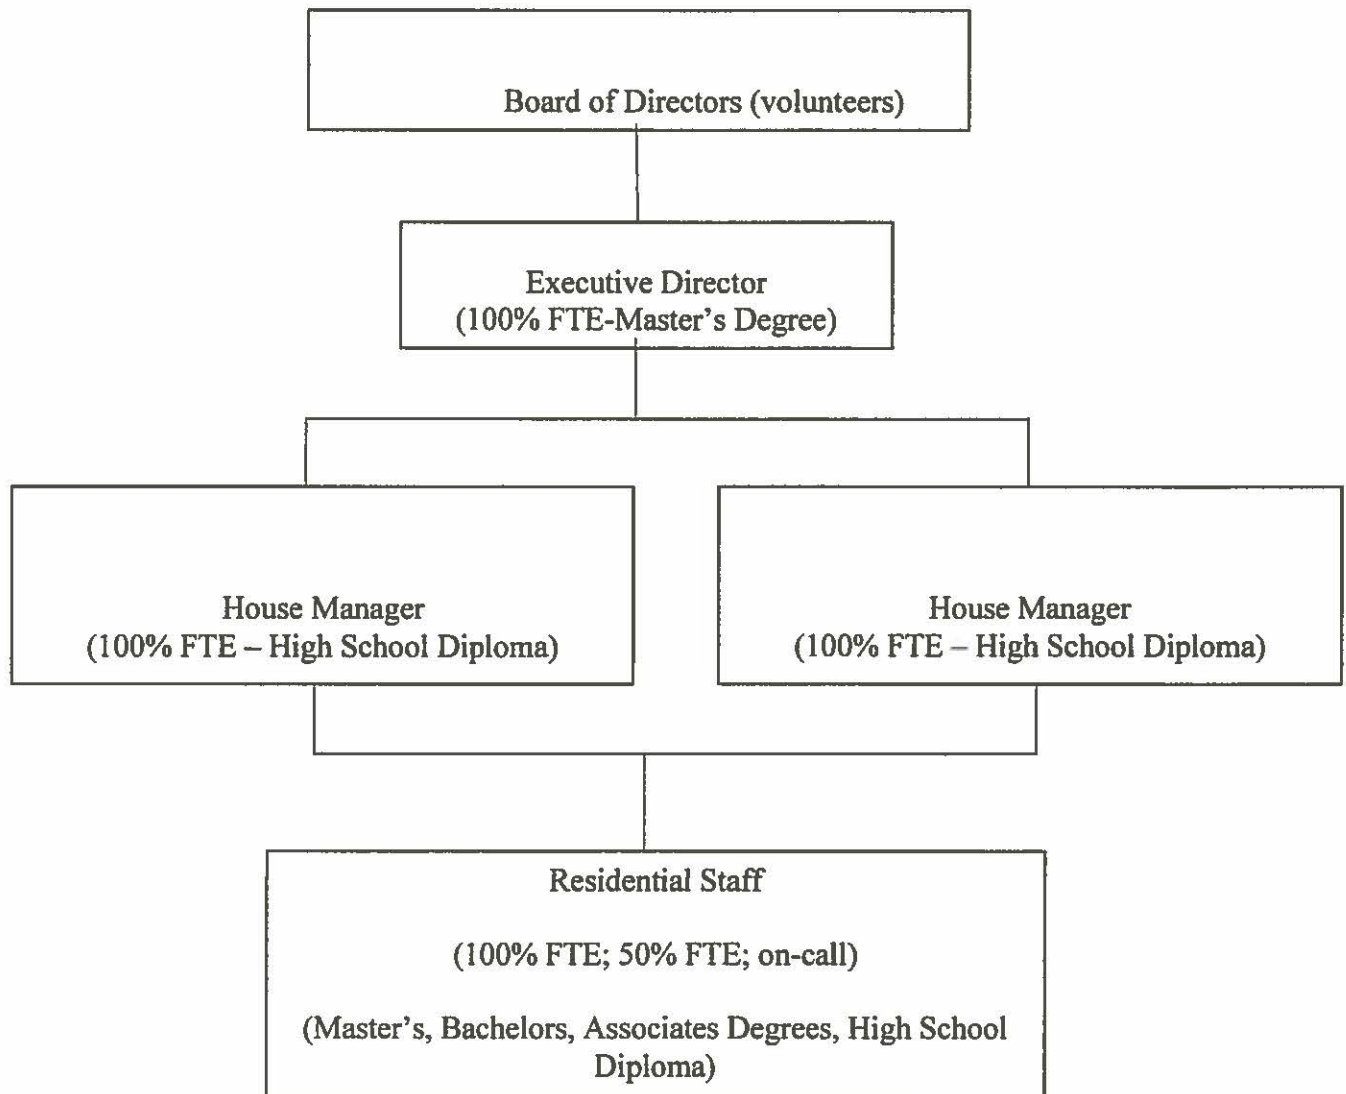 Board of Directors (volunteers)
Executive Director
(100% FTE-Master's Degree)
House Manager
(100% FTE – High School Diploma)
House Manager
(100% FTE – High School Diploma)
Residential Staff
(100% FTE; 50% FTE; on-call)
(Master's, Bachelors, Associates Degrees, High School
Diploma)